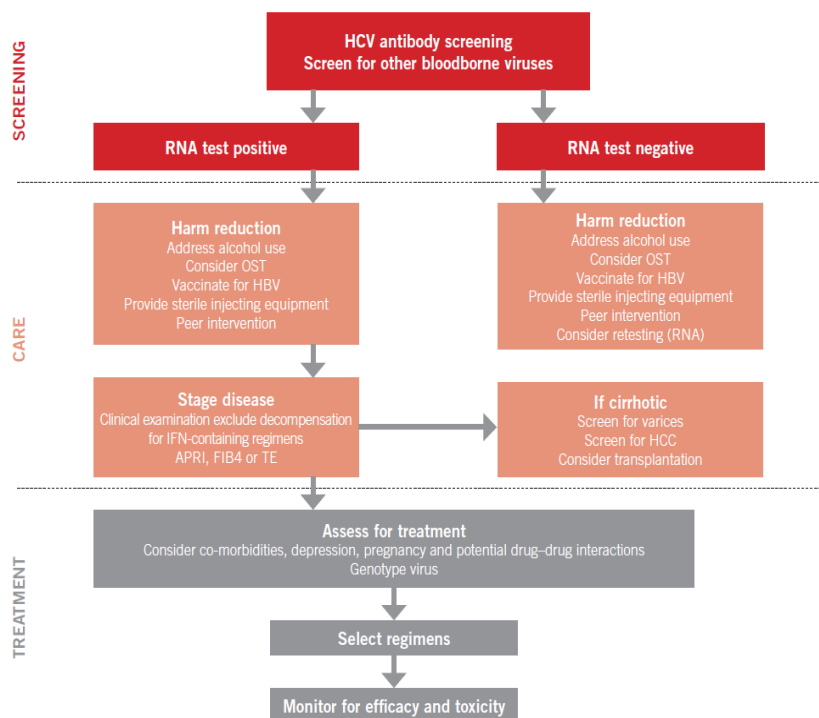 SCREENING
HCV antibody screening
Screen for other bloodborne viruses
RNA test positive
RNA test negative
CARE
Harm reduction
Address alcohol use
Consider OST
Vaccinate for HBV
Provide sterile injecting equipment
Peer intervention
Harm reduction
Address alcohol use
Consider OST
Vaccinate for HBV
Provide sterile injecting equipment
Peer intervention
Consider retesting (RNA)
Stage disease
Clinical examination exclude decompensation
for IFN-containing regimens
APRI, FIB4 or TE
If cirrhotic
Screen for varices
Screen for HCC
Consider transplantation
TREATMENT
Assess for treatment
Consider co-morbidities, depression, pregnancy and potential drug–drug interactions
Genotype virus
Select regimens
Monitor for efficacy and toxicity